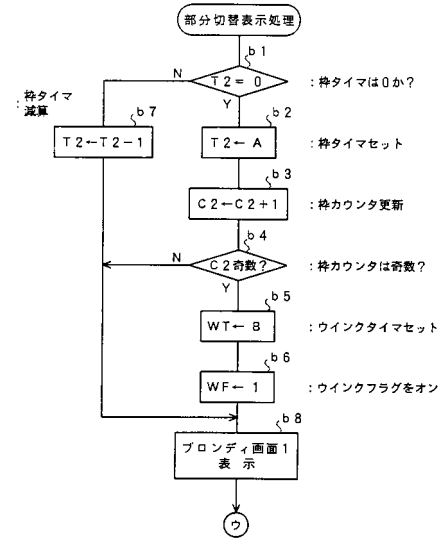 部分切替表示処理
b1
T2=0
N
Y
:枠タイマは0か?
:枠タイマ
減算
b7
T2←T2-1
b2
T2←A
:枠タイマセット
b3
C2←C2+1
:枠カウンタ更新
b4
C2奇数?
N
Y
:枠カウンタは奇数?
b5
WT←B
:ウインクタイマセット
b6
WF←1
:ウインクフラグをオン
b8
ブロンディ画面1
表示
ウ